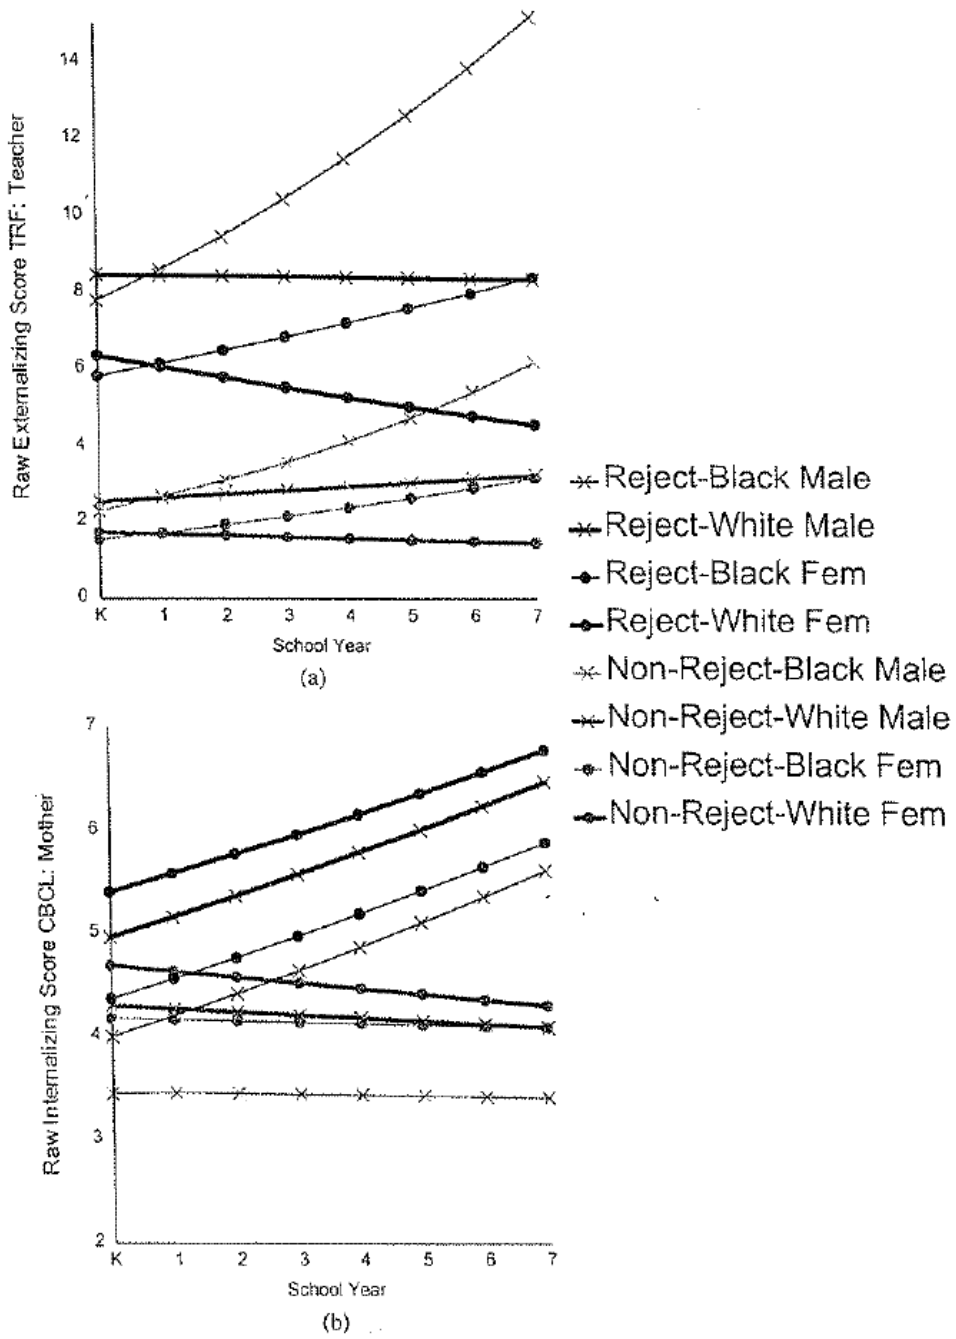 Raw Externalizing Score TRF: Teacher
14
12
10
8
6
4
2
0
K 1 2 3 4 5 6 7
School Year
(a)
Reject-Black Male
Reject-White Male
Reject-Black Fem
Reject-White Fem
Non-Reject-Black Male
Non-Reject-White Male
Non-Reject-Black Fem
Non-Reject-White Fem
Raw Internalizing Score CBCL: Mother
7
6
5
4
3
2
K 1 2 3 4 5 6 7
School Year
(b)